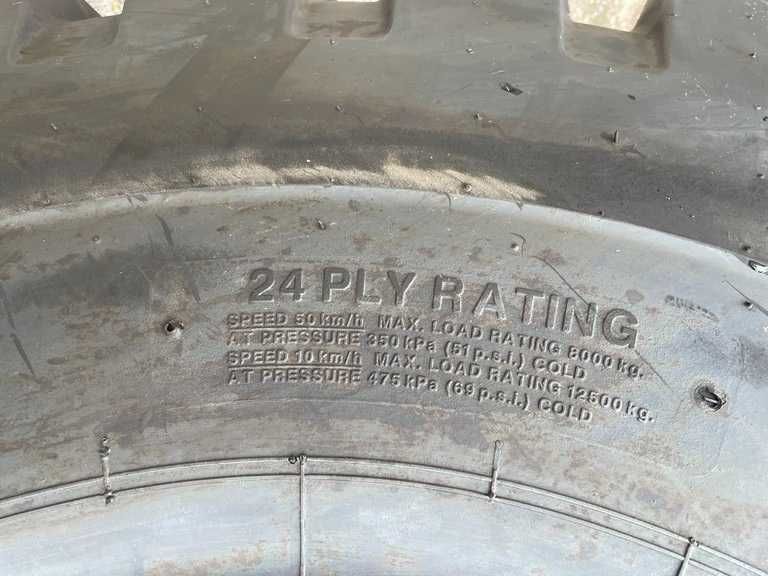 24 PLY RATING
SPEED 50 km/h MAX. LOAD RATING 8000 kg.
AT PRESSURE 350 kPa (51 p.s.i.) COLD
SPEED 10 km/h MAX. LOAD RATING 12500 kg.
AT PRESSURE 475 kPa (69 p.s.i.) COLD